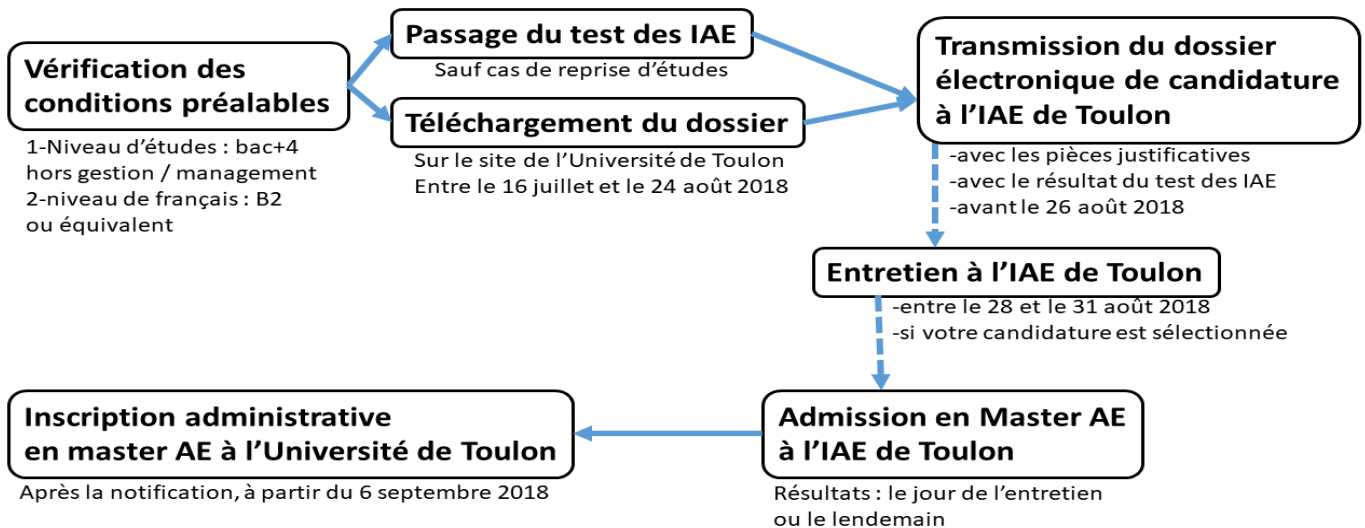 Vérification des
conditions préalables
1-Niveau d'études : bac+4
hors gestion / management
2-niveau de français : B2
ou équivalent
Passage du test des IAE
Sauf cas de reprise d'études
Téléchargement du dossier
Sur le site de l'Université de Toulon
Entre le 16 juillet et le 24 août 2018
Transmission du dossier
électronique de candidature
à l'IAE de Toulon
-avec les pièces justificatives
-avec le résultat du test des IAE
-avant le 26 août 2018
Entretien à l'IAE de Toulon
-entre le 28 et le 31 août 2018
-si votre candidature est sélectionnée
Admission en Master AE
à l'IAE de Toulon
Résultats : le jour de l'entretien
ou le lendemain
Inscription administrative
en master AE à l'Université de Toulon
Après la notification, à partir du 6 septembre 2018